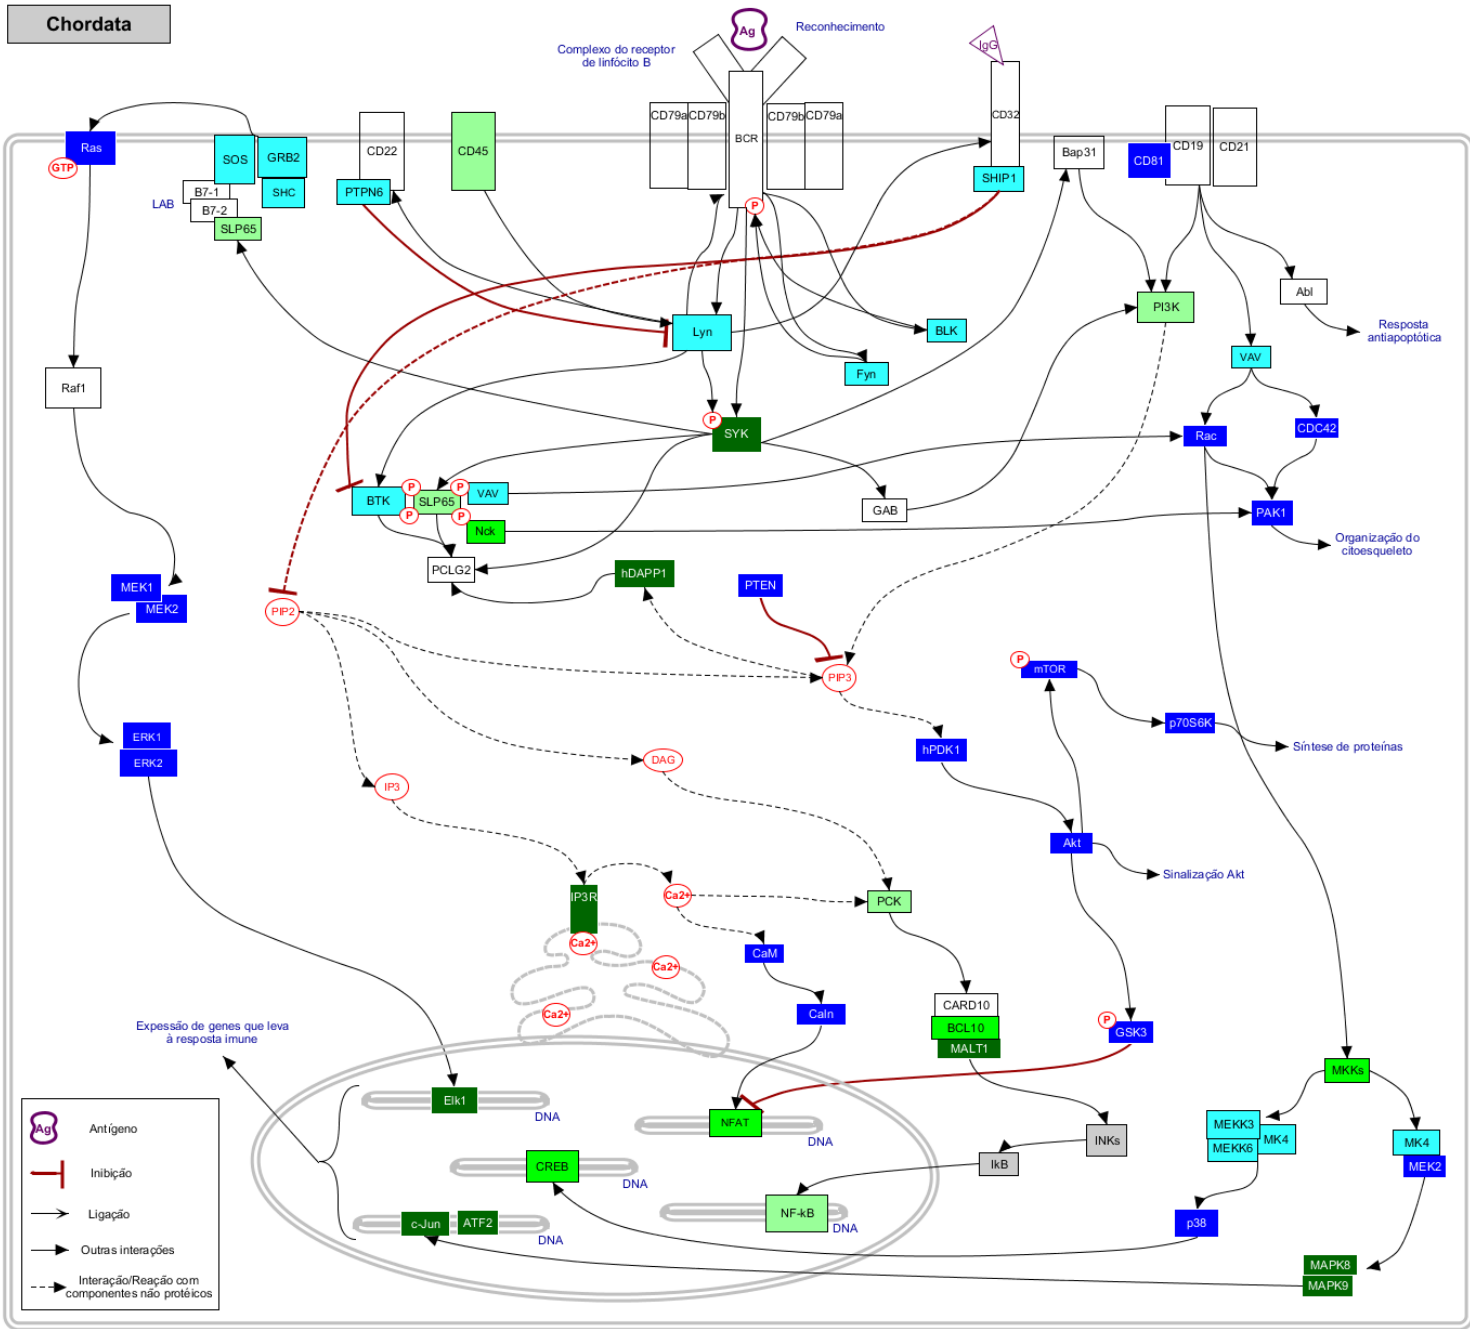 Chordata
Ag
Reconhecimento
Complexo do receptor
de linfócito B
IgG
CD79a
CD79b
BCR
CD79b
CD79a
CD32
CD22
CD45
Ras
GTP
SOS
GRB2
SHC
B7-1
B7-2
LAB
SLP65
PTPN6
P
SHIP1
Bap31
CD81
CD19
CD21
Lyn
BLK
Fyn
PI3K
Abl
Resposta
antiapoptótica
VAV
Raf1
P
SYK
Rac
CDC42
BTK
P
SLP65
P
VAV
P
P
Nck
GAB
PAK1
Organização do
citoesqueleto
PCLG2
hDAPP1
PTEN
MEK1
MEK2
PIP2
PIP3
P
mTOR
p70S6K
Síntese de proteínas
ERK1
ERK2
DAG
hPDK1
IP3
Akt
Sinalização Akt
IP3R
Ca2+
PCK
Ca2+
CaM
Ca2+
Ca2+
Caln
CARD10
BCL10
MALT1
P
GSK3
Expessão de genes que leva
à resposta imune
MKKs
Elk1
DNA
NFAT
DNA
INKs
IkB
MEKK3
MEKK6
MK4
MK4
MEK2
CREB
DNA
NF-kB
DNA
c-Jun
ATF2
DNA
p38
MAPK8
MAPK9
Ag
Antígeno
Inibição
Ligação
Outras interações
Interação/Reação com
componentes não protéicos